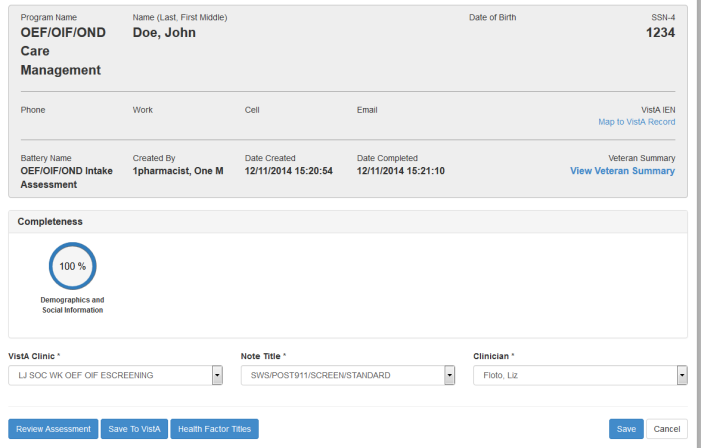 Program Name Name (Last, First Middle) Date of Birth SSN-4
OEF/OIF/OND Doe, John 1234
Care
Management
Phone Work Cell Email VistA IEN
Map to VistA Record
Battery Name Created By Date Created Date Completed Veteran Summary
OEF/OIF/OND Intake 1pharmacist, One M 12/11/2014 15:20:54 12/11/2014 15:21:10 View Veteran Summary
Assessment
Completeness
100 %
Demographics and
Social Information
VistA Clinic * Note Title * Clinician *
LJ SOC WK OEF OIF ESCREENING SWS/POST911/SCREEN/STANDARD Floto, Liz
Review Assessment Save To VistA Health Factor Titles Save Cancel